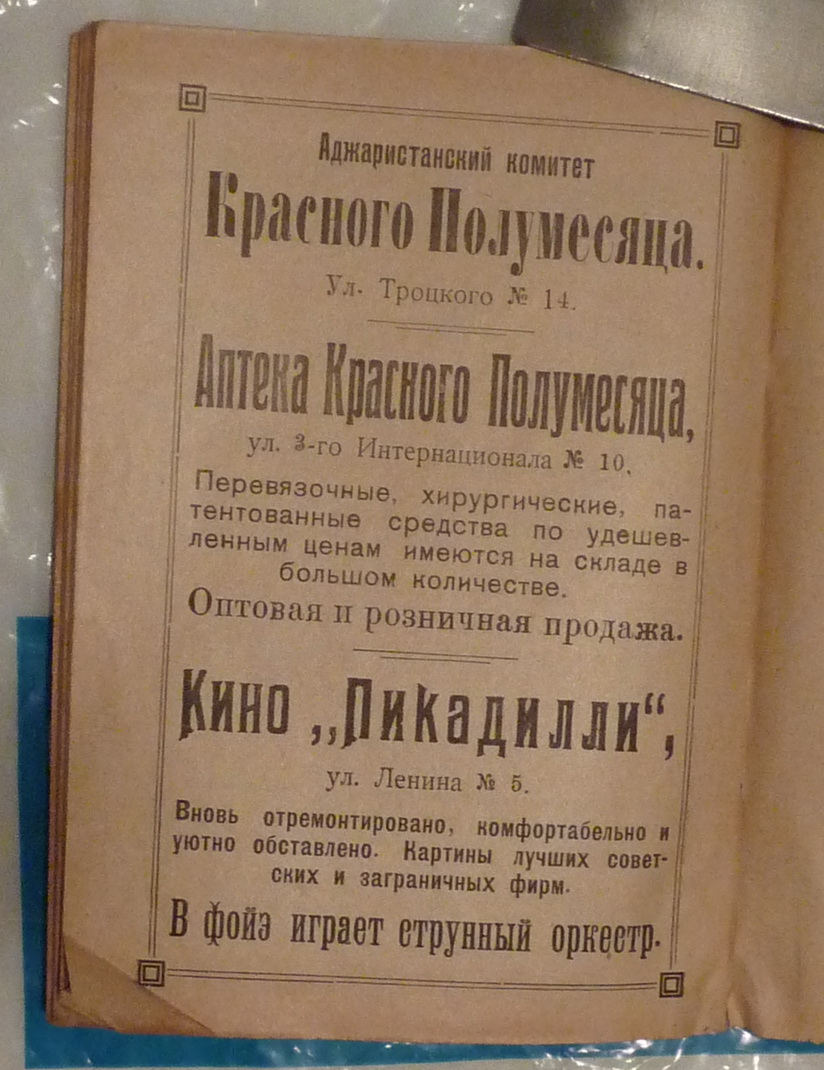 Аджаристанский комитет
Красного Полумесяца.
Ул. Троцкого № 14.
Аптека Красного Полумесяца,
ул. 3-го Интернационала № 10.
Перевязочные, хирургические, па-
тентованные средства по удешев-
ленным ценам имеются на складе в
большом количестве.
Оптовая и розничная продажа.
Кино „Пикадилли“,
ул. Ленина № 5.
Вновь отремонтировано, комфортабельно и
уютно обставлено. Картины лучших совет-
ских и заграничных фирм.
В фойэ играет струнный оркестр.